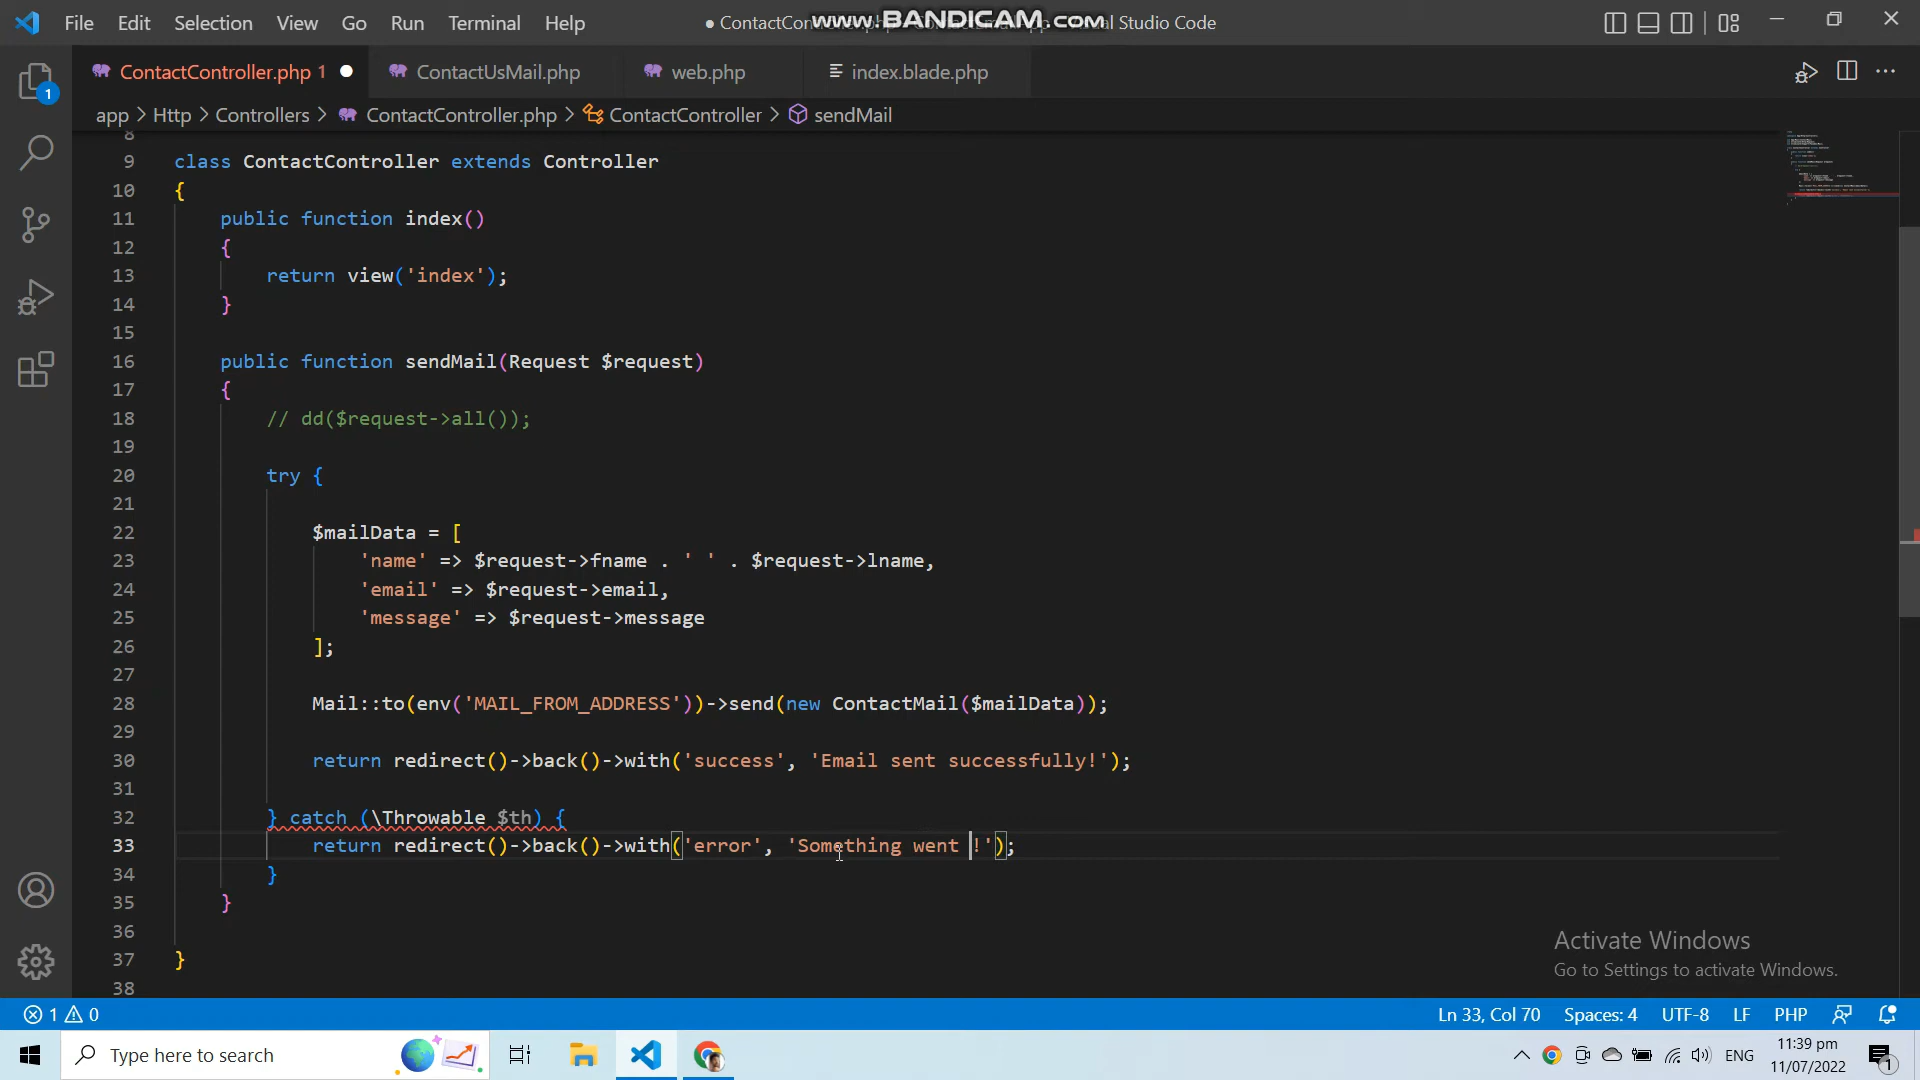 File Edit Selection View Go Run Terminal Help
ContactCon
www.BANDICAM.com
al Studio Code
ContactController.php 1
ContactUsMail.php
web.php
index.blade.php
app > Http > Controllers > ContactController.php > ContactController > sendMail
8
9 class ContactController extends Controller
10 {
11 public function index()
12 {
13 return view('index');
14 }
15
16 public function sendMail(Request $request)
17 {
18 // dd($request->all());
19
20 try {
21
22 $mailData = [
23 'name' => $request->fname . ' ' . $request->lname,
24 'email' => $request->email,
25 'message' => $request->message
26 ];
27
28 Mail::to(env('MAIL_FROM_ADDRESS'))->send(new ContactMail($mailData));
29
30 return redirect()->back()->with('success', 'Email sent successfully!');
31
32 } catch (\Throwable $th) {
33 return redirect()->back()->with('error', 'Something went !');
34 }
35 }
36
37 }
38
Activate Windows
Go to Settings to activate Windows.
1 0
Ln 33, Col 70 Spaces: 4 UTF-8 LF PHP
1
Type here to search
ENG
11:39 pm
11/07/2022
1